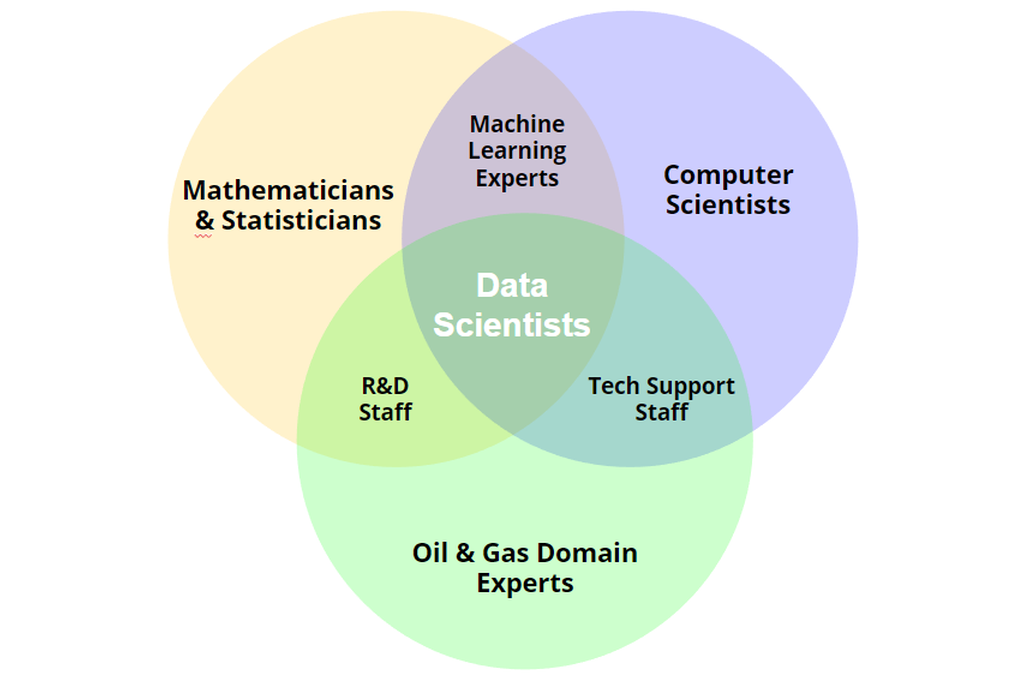 Machine
Learning
Experts
Mathematicians
& Statisticians
Computer
Scientists
Data
Scientists
R&D
Staff
Tech Support
Staff
Oil & Gas Domain
Experts